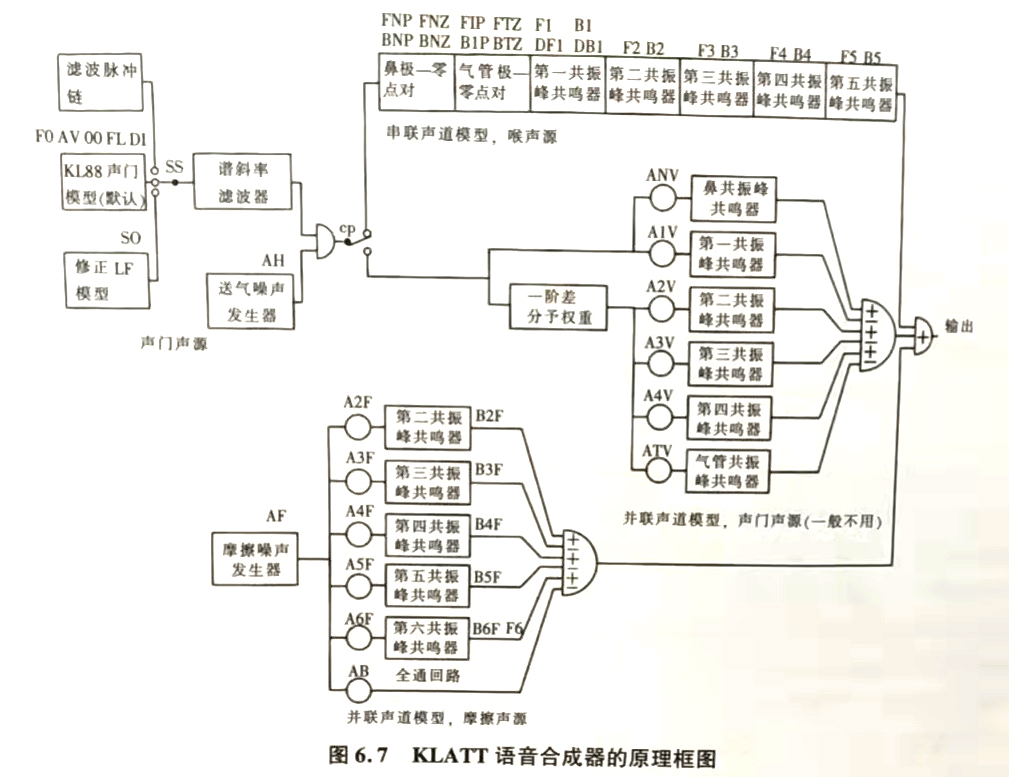 FNP FNZ FIP FTZ F1 B1
BNP BNZ B1P BTZ DF1 DB1 F2 B2 F3 B3 F4 B4 F5 B5
鼻极—零
点对
气管极—
零点对
第一共振
峰共鸣器
第二共振
峰共鸣器
第三共振
峰共鸣器
第四共振
峰共鸣器
第五共振
峰共鸣器
串联声道模型，喉声源
滤波脉冲
链
F0 AV 00 FL DI
KL88声门
模型(默认)
SS
谱斜率
滤波器
SO
修正LF
模型
AH
送气噪声
发生器
声门声源
cp
一阶差
分予权重
ANV
鼻共振峰
共鸣器
A1V
第一共振
峰共鸣器
A2V
第二共振
峰共鸣器
A3V
第三共振
峰共鸣器
A4V
第四共振
峰共鸣器
ATV
气管共振
峰共鸣器
+
−
+
−
+
−
+
输出
并联声道模型，声门声源(一般不用)
AF
摩擦噪声
发生器
A2F
第二共振
峰共鸣器
B2F
A3F
第三共振
峰共鸣器
B3F
A4F
第四共振
峰共鸣器
B4F
A5F
第五共振
峰共鸣器
B5F
A6F
第六共振
峰共鸣器
B6F F6
AB
全通回路
+
−
+
−
+
−
并联声道模型，摩擦声源
图 6.7 KLATT 语音合成器的原理框图